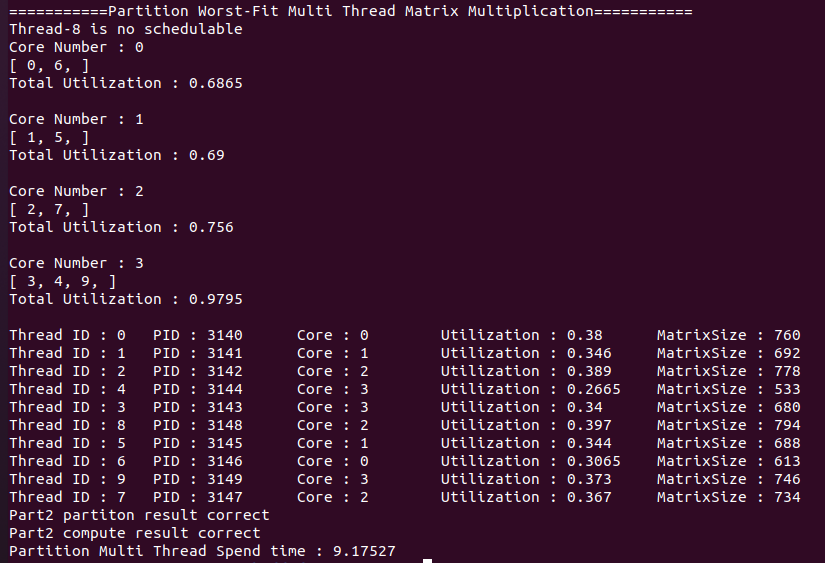 ===========Partition Worst-Fit Multi Thread Matrix Multiplication===========
Thread-8 is no schedulable
Core Number : 0
[ 0, 6, ]
Total Utilization : 0.6865
Core Number : 1
[ 1, 5, ]
Total Utilization : 0.69
Core Number : 2
[ 2, 7, ]
Total Utilization : 0.756
Core Number : 3
[ 3, 4, 9, ]
Total Utilization : 0.9795
Thread ID : 0   PID : 3140      Core : 0        Utilization : 0.38      MatrixSize : 760
Thread ID : 1   PID : 3141      Core : 1        Utilization : 0.346     MatrixSize : 692
Thread ID : 2   PID : 3142      Core : 2        Utilization : 0.389     MatrixSize : 778
Thread ID : 4   PID : 3144      Core : 3        Utilization : 0.2665    MatrixSize : 533
Thread ID : 3   PID : 3143      Core : 3        Utilization : 0.34      MatrixSize : 680
Thread ID : 8   PID : 3148      Core : 2        Utilization : 0.397     MatrixSize : 794
Thread ID : 5   PID : 3145      Core : 1        Utilization : 0.344     MatrixSize : 688
Thread ID : 6   PID : 3146      Core : 0        Utilization : 0.3065    MatrixSize : 613
Thread ID : 9   PID : 3149      Core : 3        Utilization : 0.373     MatrixSize : 746
Thread ID : 7   PID : 3147      Core : 2        Utilization : 0.367     MatrixSize : 734
Part2 partiton result correct
Part2 compute result correct
Partition Multi Thread Spend time : 9.17527